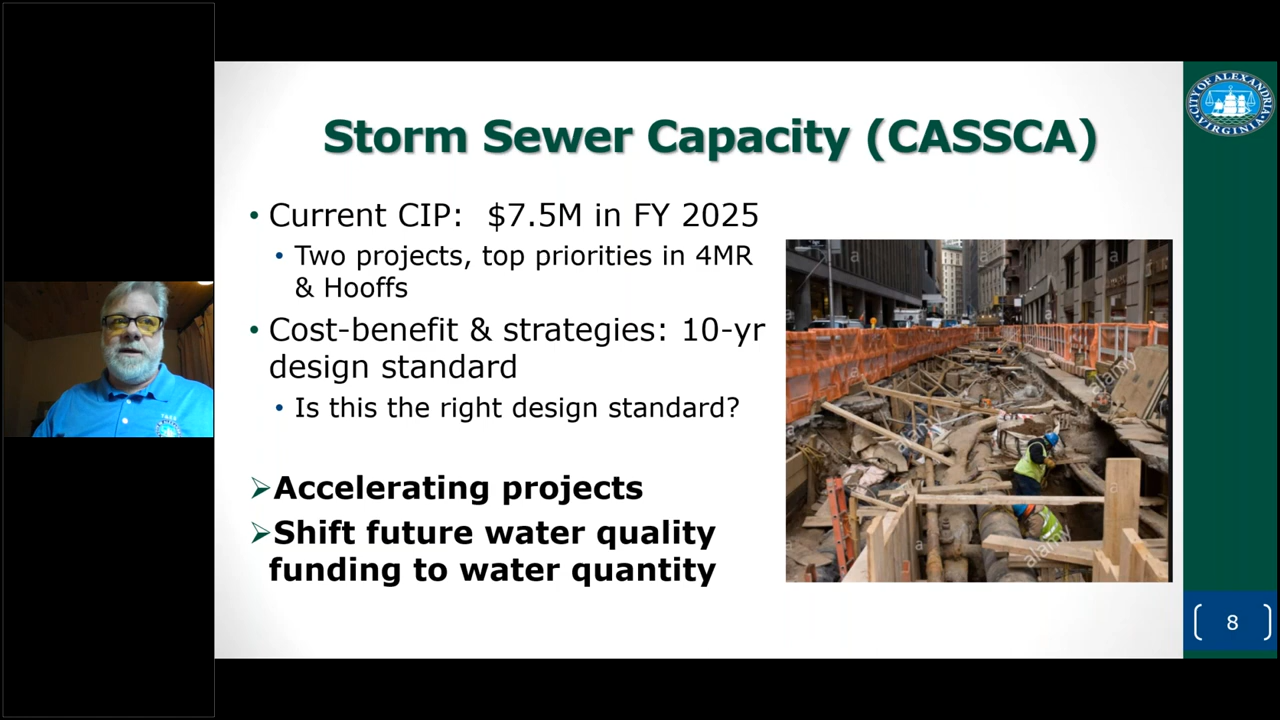 Storm Sewer Capacity (CASSCA)
• Current CIP: $7.5M in FY 2025
• Two projects, top priorities in 4MR
& Hooffs
• Cost-benefit & strategies: 10-yr
design standard
• Is this the right design standard?
➢Accelerating projects
➢Shift future water quality
funding to water quantity
CITY OF ALEXANDRIA
VIRGINIA
a
alamy
alamy
8